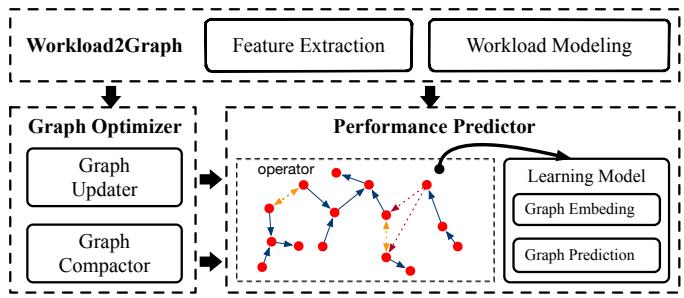 Workload2Graph
Feature Extraction
Workload Modeling
Graph Optimizer
Graph
Updater
Graph
Compactor
Performance Predictor
operator
Learning Model
Graph Embeding
Graph Prediction